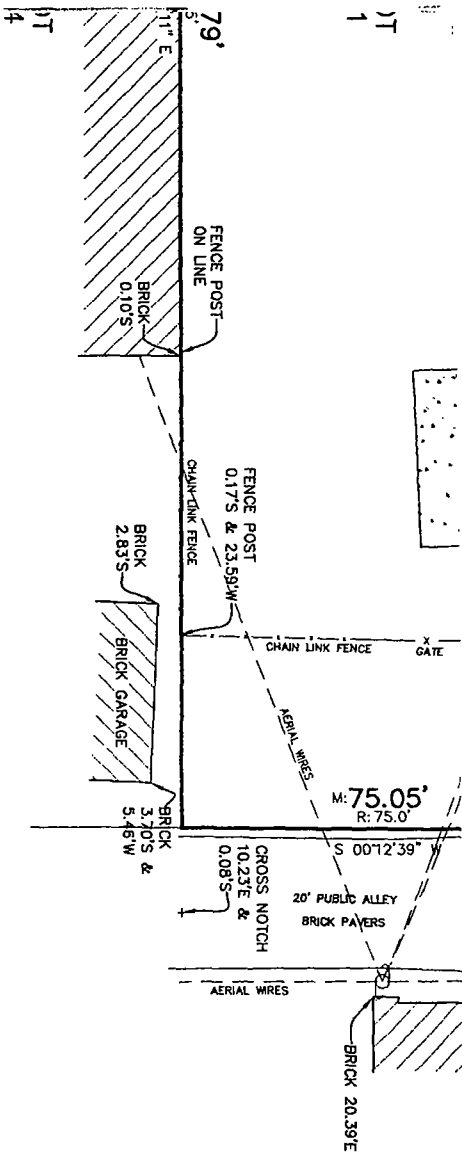 79'
5'
11" E
FENCE POST
ON LINE
BRICK
0.10'S
CHAIN LINK FENCE
FENCE POST
0.17'S & 23.59'W
BRICK
2.83'S
BRICK GARAGE
BRICK
3.70'S &
5.46'W
CHAIN LINK FENCE
X
GATE
AERIAL WIRES
M: 75.05'
R: 75.0'
S 00°12'39" W
CROSS NOTCH
10.23'E &
0.08'S
20' PUBLIC ALLEY
BRICK PAVERS
AERIAL WIRES
BRICK 20.39'E